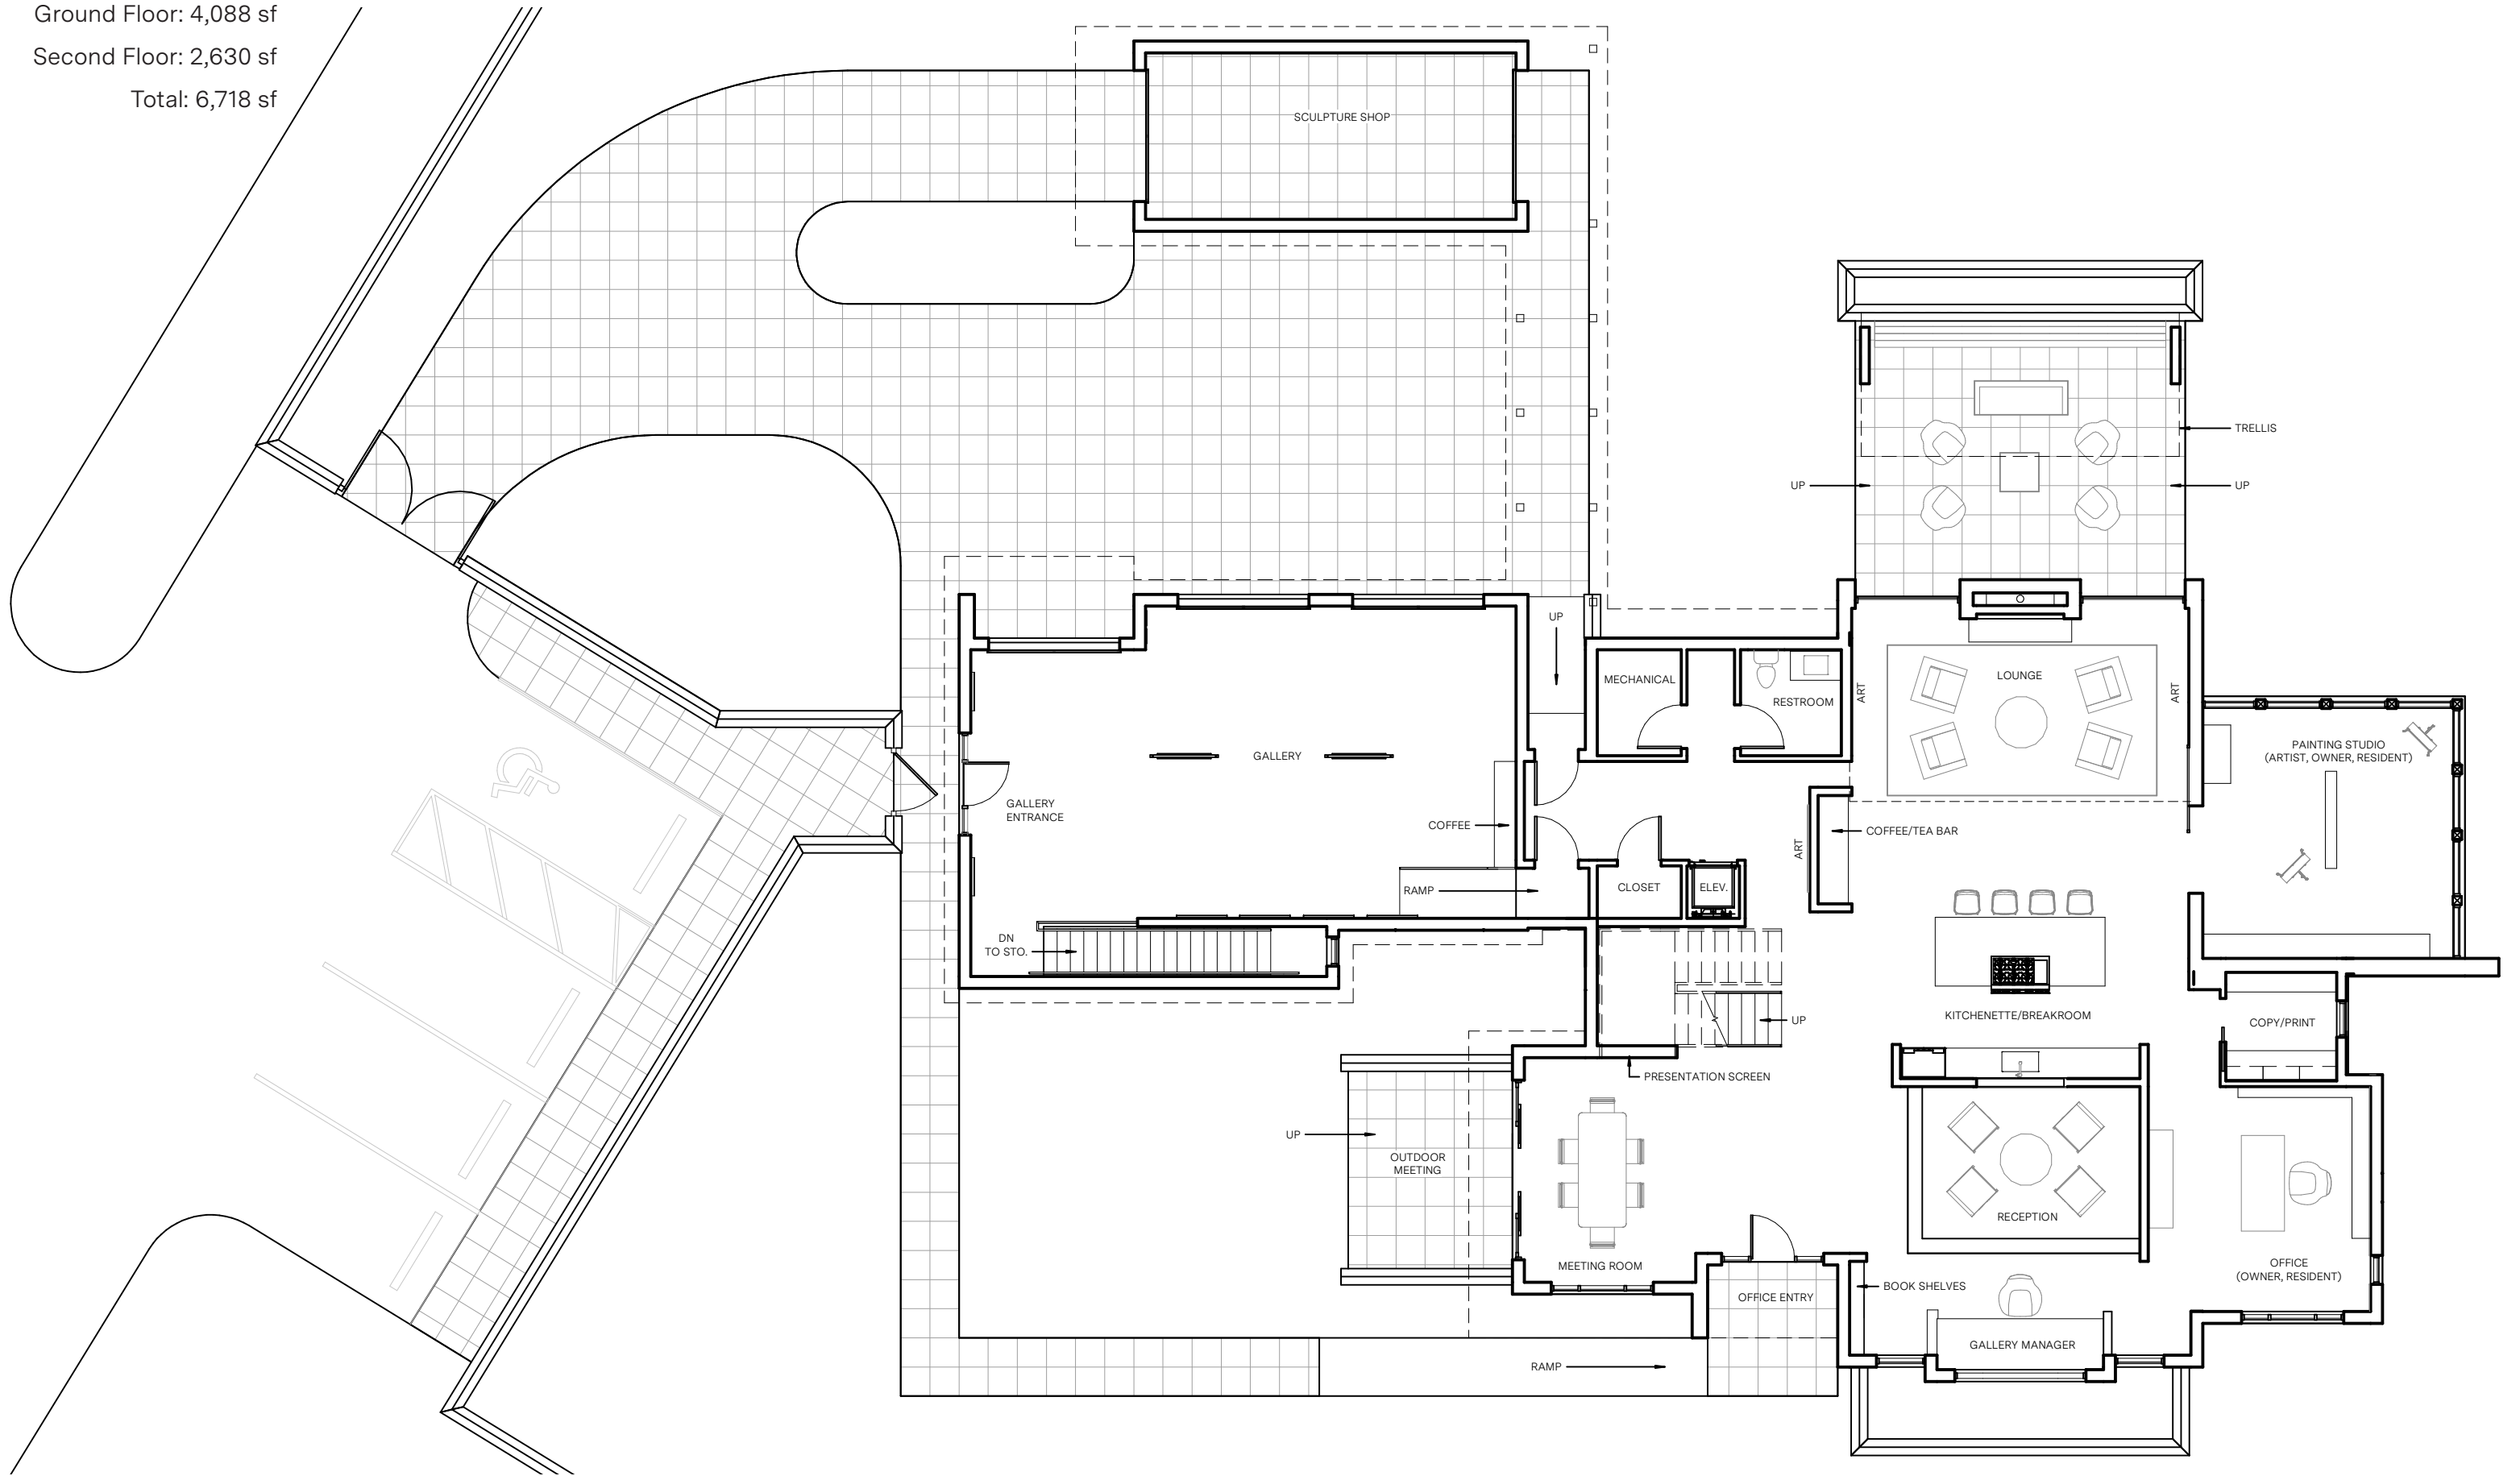 Ground Floor: 4,088 sf
Second Floor: 2,630 sf
Total: 6,718 sf
SCULPTURE SHOP
TRELLIS
UP
UP
UP
MECHANICAL
RESTROOM
ART
LOUNGE
ART
PAINTING STUDIO
(ARTIST, OWNER, RESIDENT)
GALLERY
GALLERY
ENTRANCE
COFFEE
ART
COFFEE/TEA BAR
RAMP
CLOSET
ELEV.
DN
TO STO.
UP
KITCHENETTE/BREAKROOM
COPY/PRINT
PRESENTATION SCREEN
UP
OUTDOOR
MEETING
RECEPTION
MEETING ROOM
OFFICE
(OWNER, RESIDENT)
BOOK SHELVES
OFFICE ENTRY
GALLERY MANAGER
RAMP